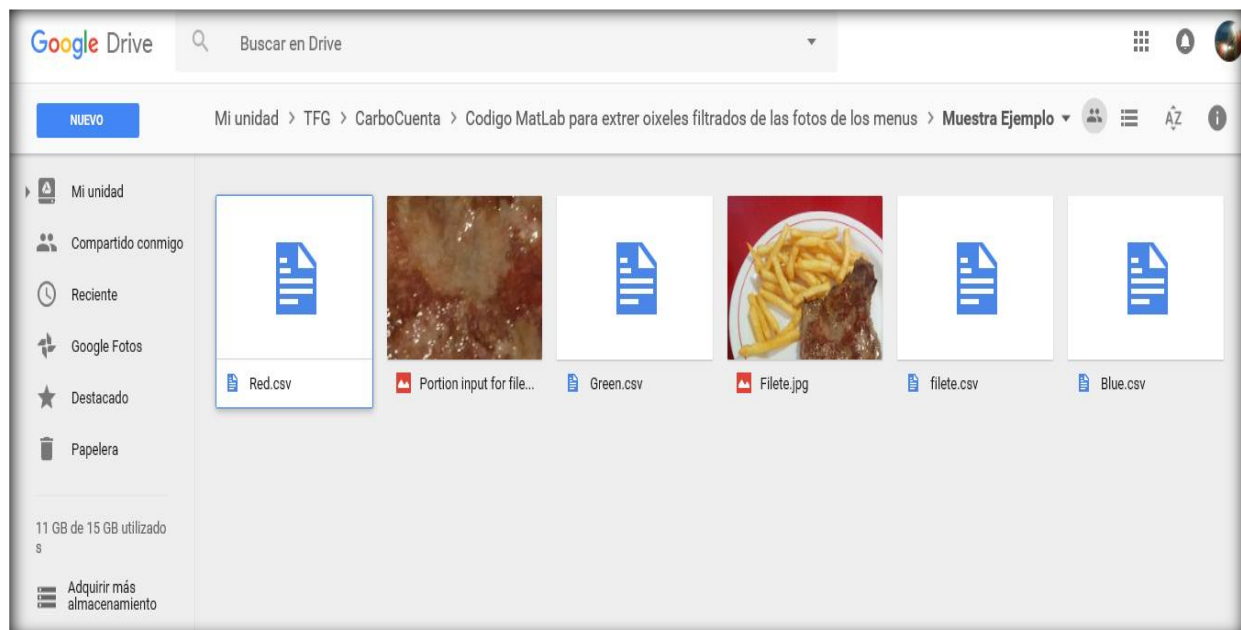 Google Drive
Buscar en Drive
NUEVO
Mi unidad > TFG > CarboCuenta > Codigo MatLab para extrer oixeles filtrados de las fotos de los menus > Muestra Ejemplo
AZ
Mi unidad
Compartido conmigo
Reciente
Google Fotos
Destacado
Papelera
11 GB de 15 GB utilizado
s
Adquirir más
almacenamiento
Red.csv
Portion input for file...
Green.csv
Filete.jpg
filete.csv
Blue.csv